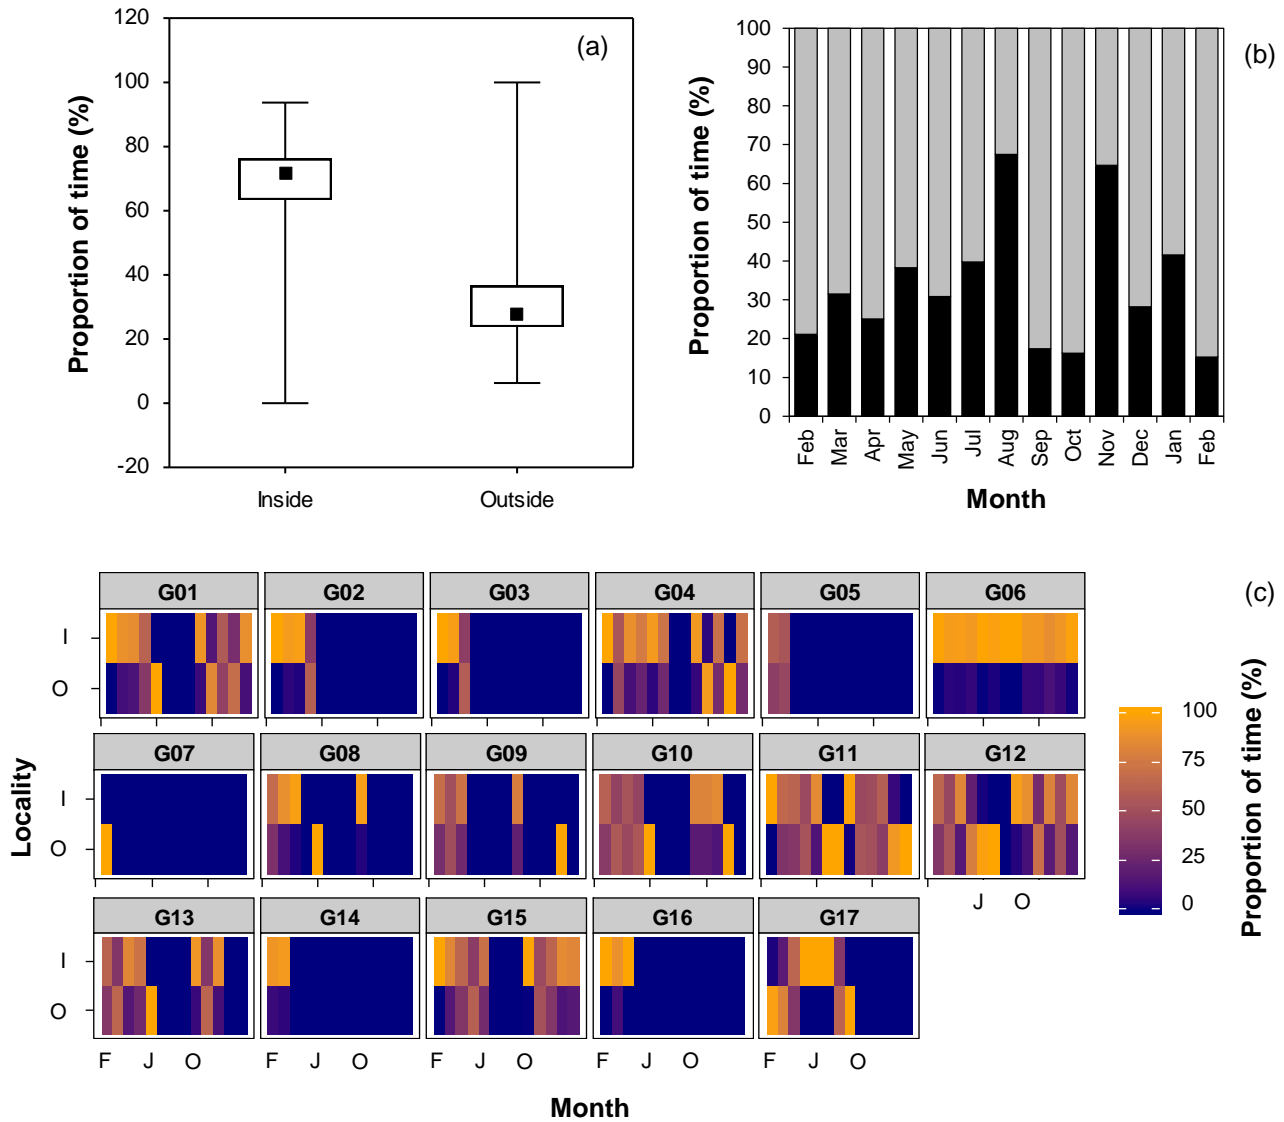 (a)
Proportion of time (%)
120
100
80
60
40
20
0
-20
Inside Outside
(b)
Proportion of time (%)
100
90
80
70
60
50
40
30
20
10
0
Feb Mar Apr May Jun Jul Aug Sep Oct Nov Dec Jan Feb
Month
(c)
Locality
G01 G02 G03 G04 G05 G06
I
O
G07 G08 G09 G10 G11 G12
I
O
J O
G13 G14 G15 G16 G17
I
O
F J O F J O F J O F J O F J O
Month
100
75
50
25
0
Proportion of time (%)